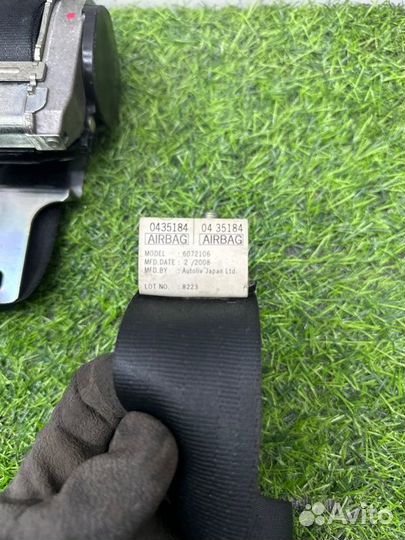 0435184 04 35184
AIRBAG AIRBAG
MODEL : 6072106
MFD.DATE : 2 /2008
MFD.BY : Autoliv Japan Ltd.
LOT NO. : 8223
Avito